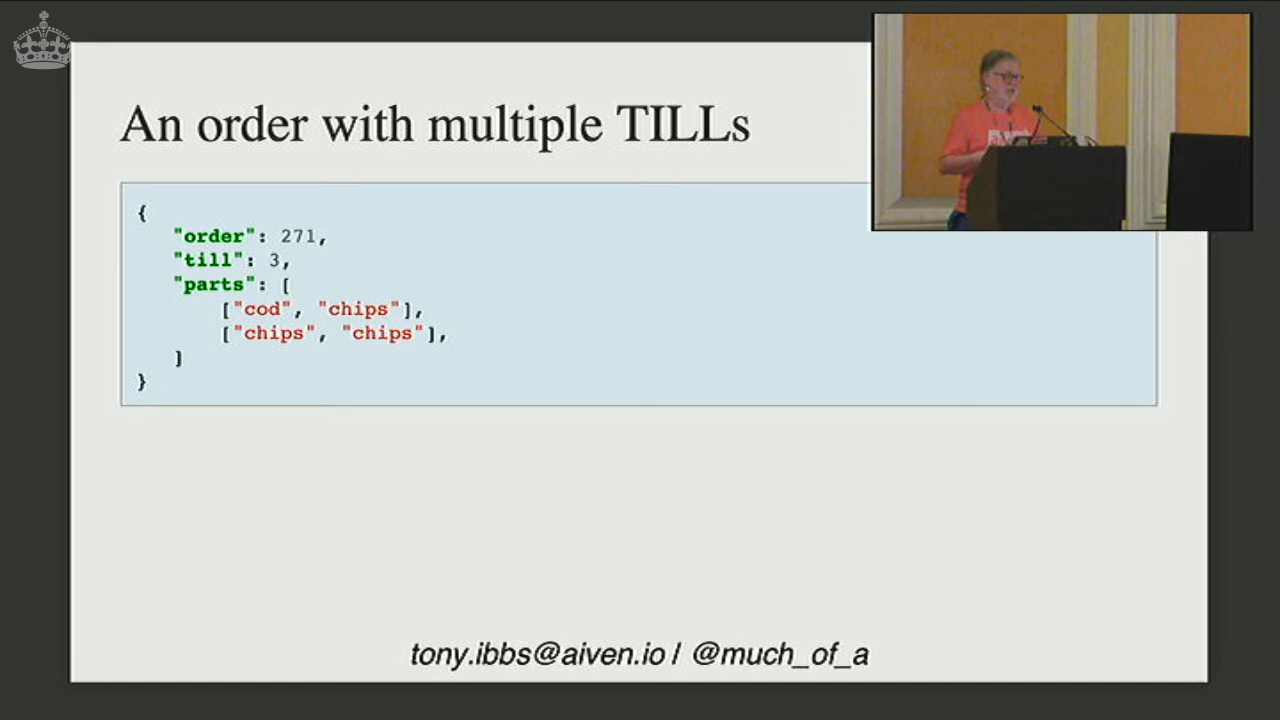 An order with multiple TILLs
{
"order": 271,
"till": 3,
"parts": [
["cod", "chips"],
["chips", "chips"],
]
}
tony.ibbs@aiven.io / @much_of_a